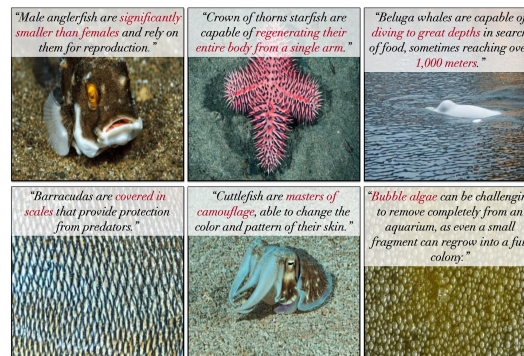 “Male anglerfish are significantly
smaller than females and rely on
them for reproduction.”
“Crown of thorns starfish are
capable of regenerating their
entire body from a single arm.”
“Beluga whales are capable o
diving to great depths in search
of food, sometimes reaching over
1,000 meters.”
“Barracudas are covered in
scales that provide protection
from predators.”
“Cuttlefish are masters of
camouflage, able to change the
color and pattern of their skin.”
“Bubble algae can be challenging
to remove completely from an
aquarium, as even a small
fragment can regrow into a full
colony.”